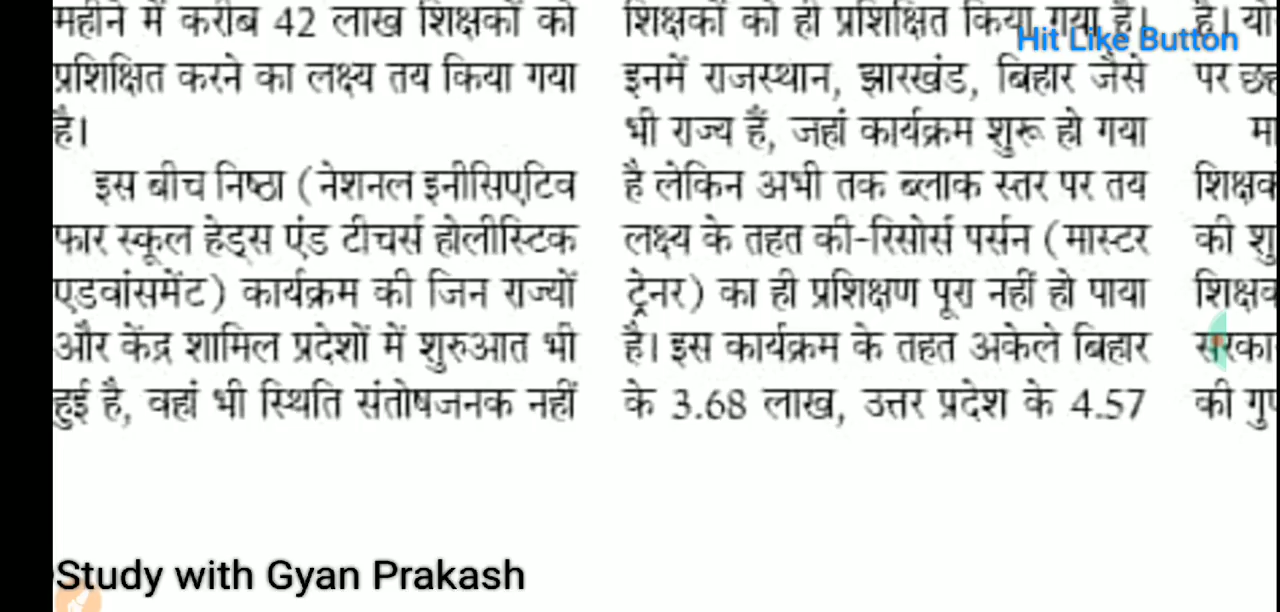 महीने में करीब 42 लाख शिक्षकों को
प्रशिक्षित करने का लक्ष्य तय किया गया
है।
इस बीच निष्ठा (नेशनल इनीसिएटिव
फार स्कूल हेड्स एंड टीचर्स होलीस्टिक
एडवांसमेंट) कार्यक्रम की जिन राज्यों
और केंद्र शामिल प्रदेशों में शुरुआत भी
हुई है, वहां भी स्थिति संतोषजनक नहीं
शिक्षकों को ही प्रशिक्षित किया गया है।
इनमें राजस्थान, झारखंड, बिहार जैसे
भी राज्य हैं, जहां कार्यक्रम शुरू हो गया
है लेकिन अभी तक ब्लाक स्तर पर तय
लक्ष्य के तहत की-रिसोर्स पर्सन (मास्टर
ट्रेनर) का ही प्रशिक्षण पूरा नहीं हो पाया
है। इस कार्यक्रम के तहत अकेले बिहार
के 3.68 लाख, उत्तर प्रदेश के 4.57
है। यो
पर
की
की
Hit Like Button
Study with Gyan Prakash